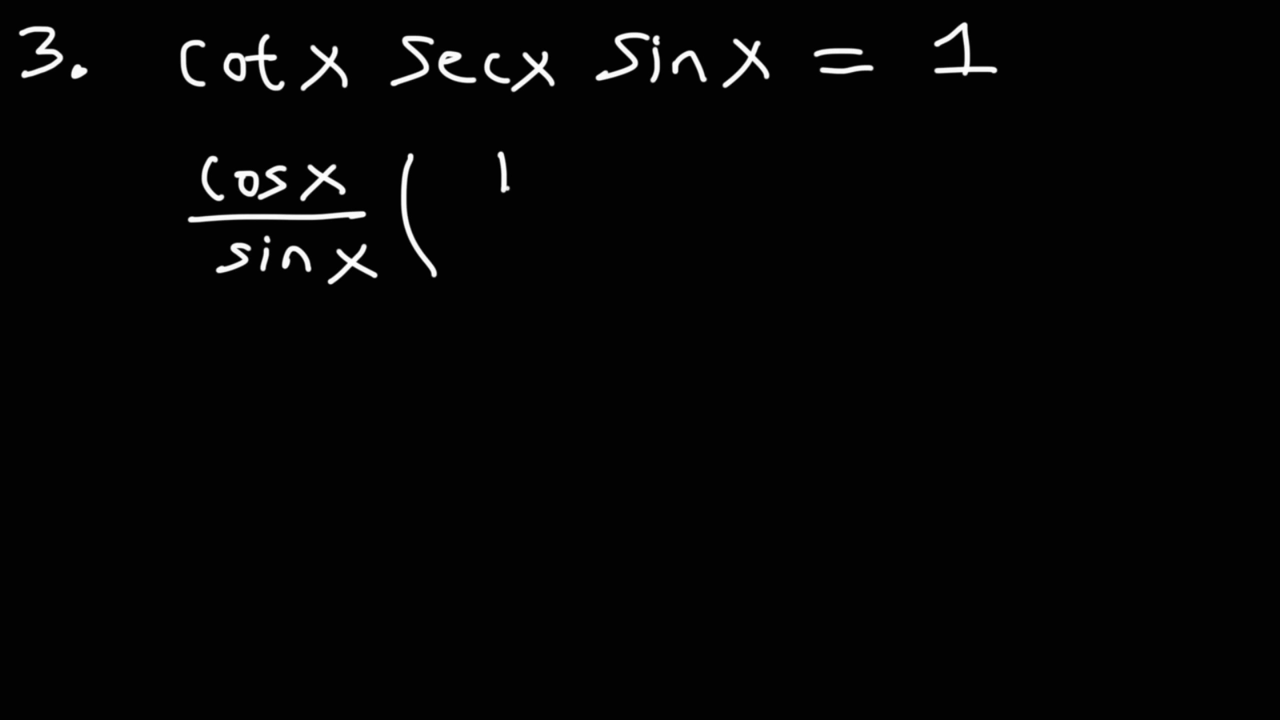 3. cot x sec x sin x = 1
cos x / sin x ( 1